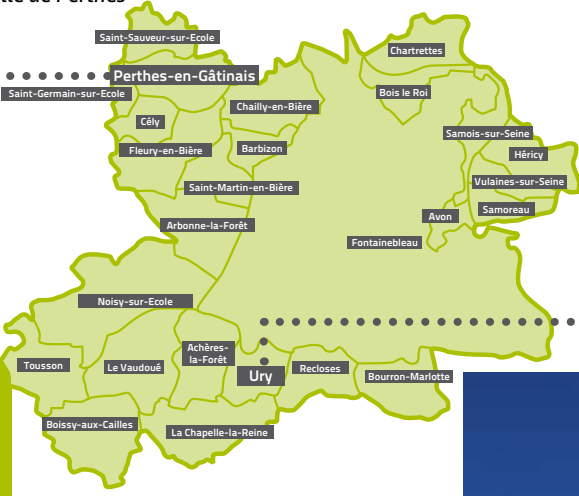 de Perthes
Saint-Sauveur-sur-Ecole
Chartrettes
Perthes-en-Gâtinais
Saint-Germain-sur-Ecole
Bois le Roi
Chailly-en-Bière
Cély
Samois-sur-Seine
Fleury-en-Bière
Barbizon
Héricy
Vulaines-sur-Seine
Saint-Martin-en-Bière
Samoreau
Avon
Arbonne-la-Forêt
Fontainebleau
Noisy-sur-Ecole
Achères-
la-Forêt
Tousson
Le Vaudoué
Ury
Recloses
Bourron-Marlotte
Boissy-aux-Cailles
La Chapelle-la-Reine